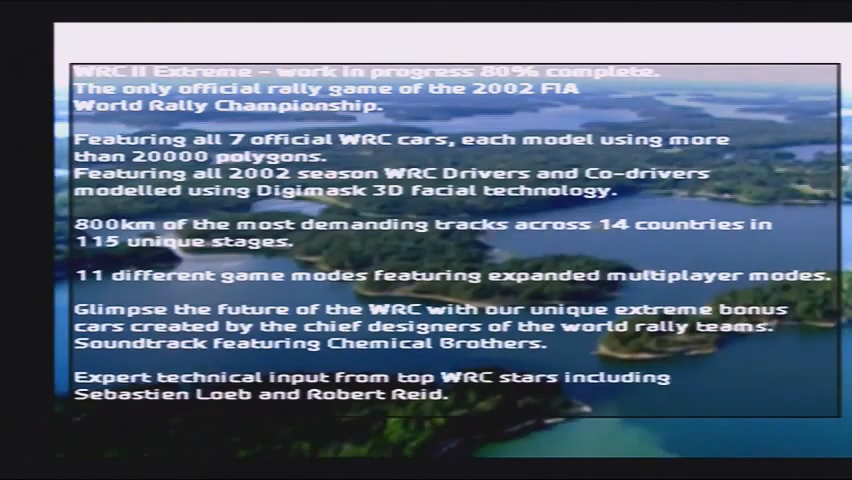 WRC II Extreme - work in progress 80% complete.
The only official rally game of the 2002 FIA
World Rally Championship.
Featuring all 7 official WRC cars, each model using more
than 20000 polygons.
Featuring all 2002 season WRC Drivers and Co-drivers
modelled using Digimask 3D facial technology.
800km of the most demanding tracks across 14 countries in
115 unique stages.
11 different game modes featuring expanded multiplayer modes.
Glimpse the future of the WRC with our unique extreme bonus
cars created by the chief designers of the world rally teams.
Soundtrack featuring Chemical Brothers.
Expert technical input from top WRC stars including
Sebastien Loeb and Robert Reid.